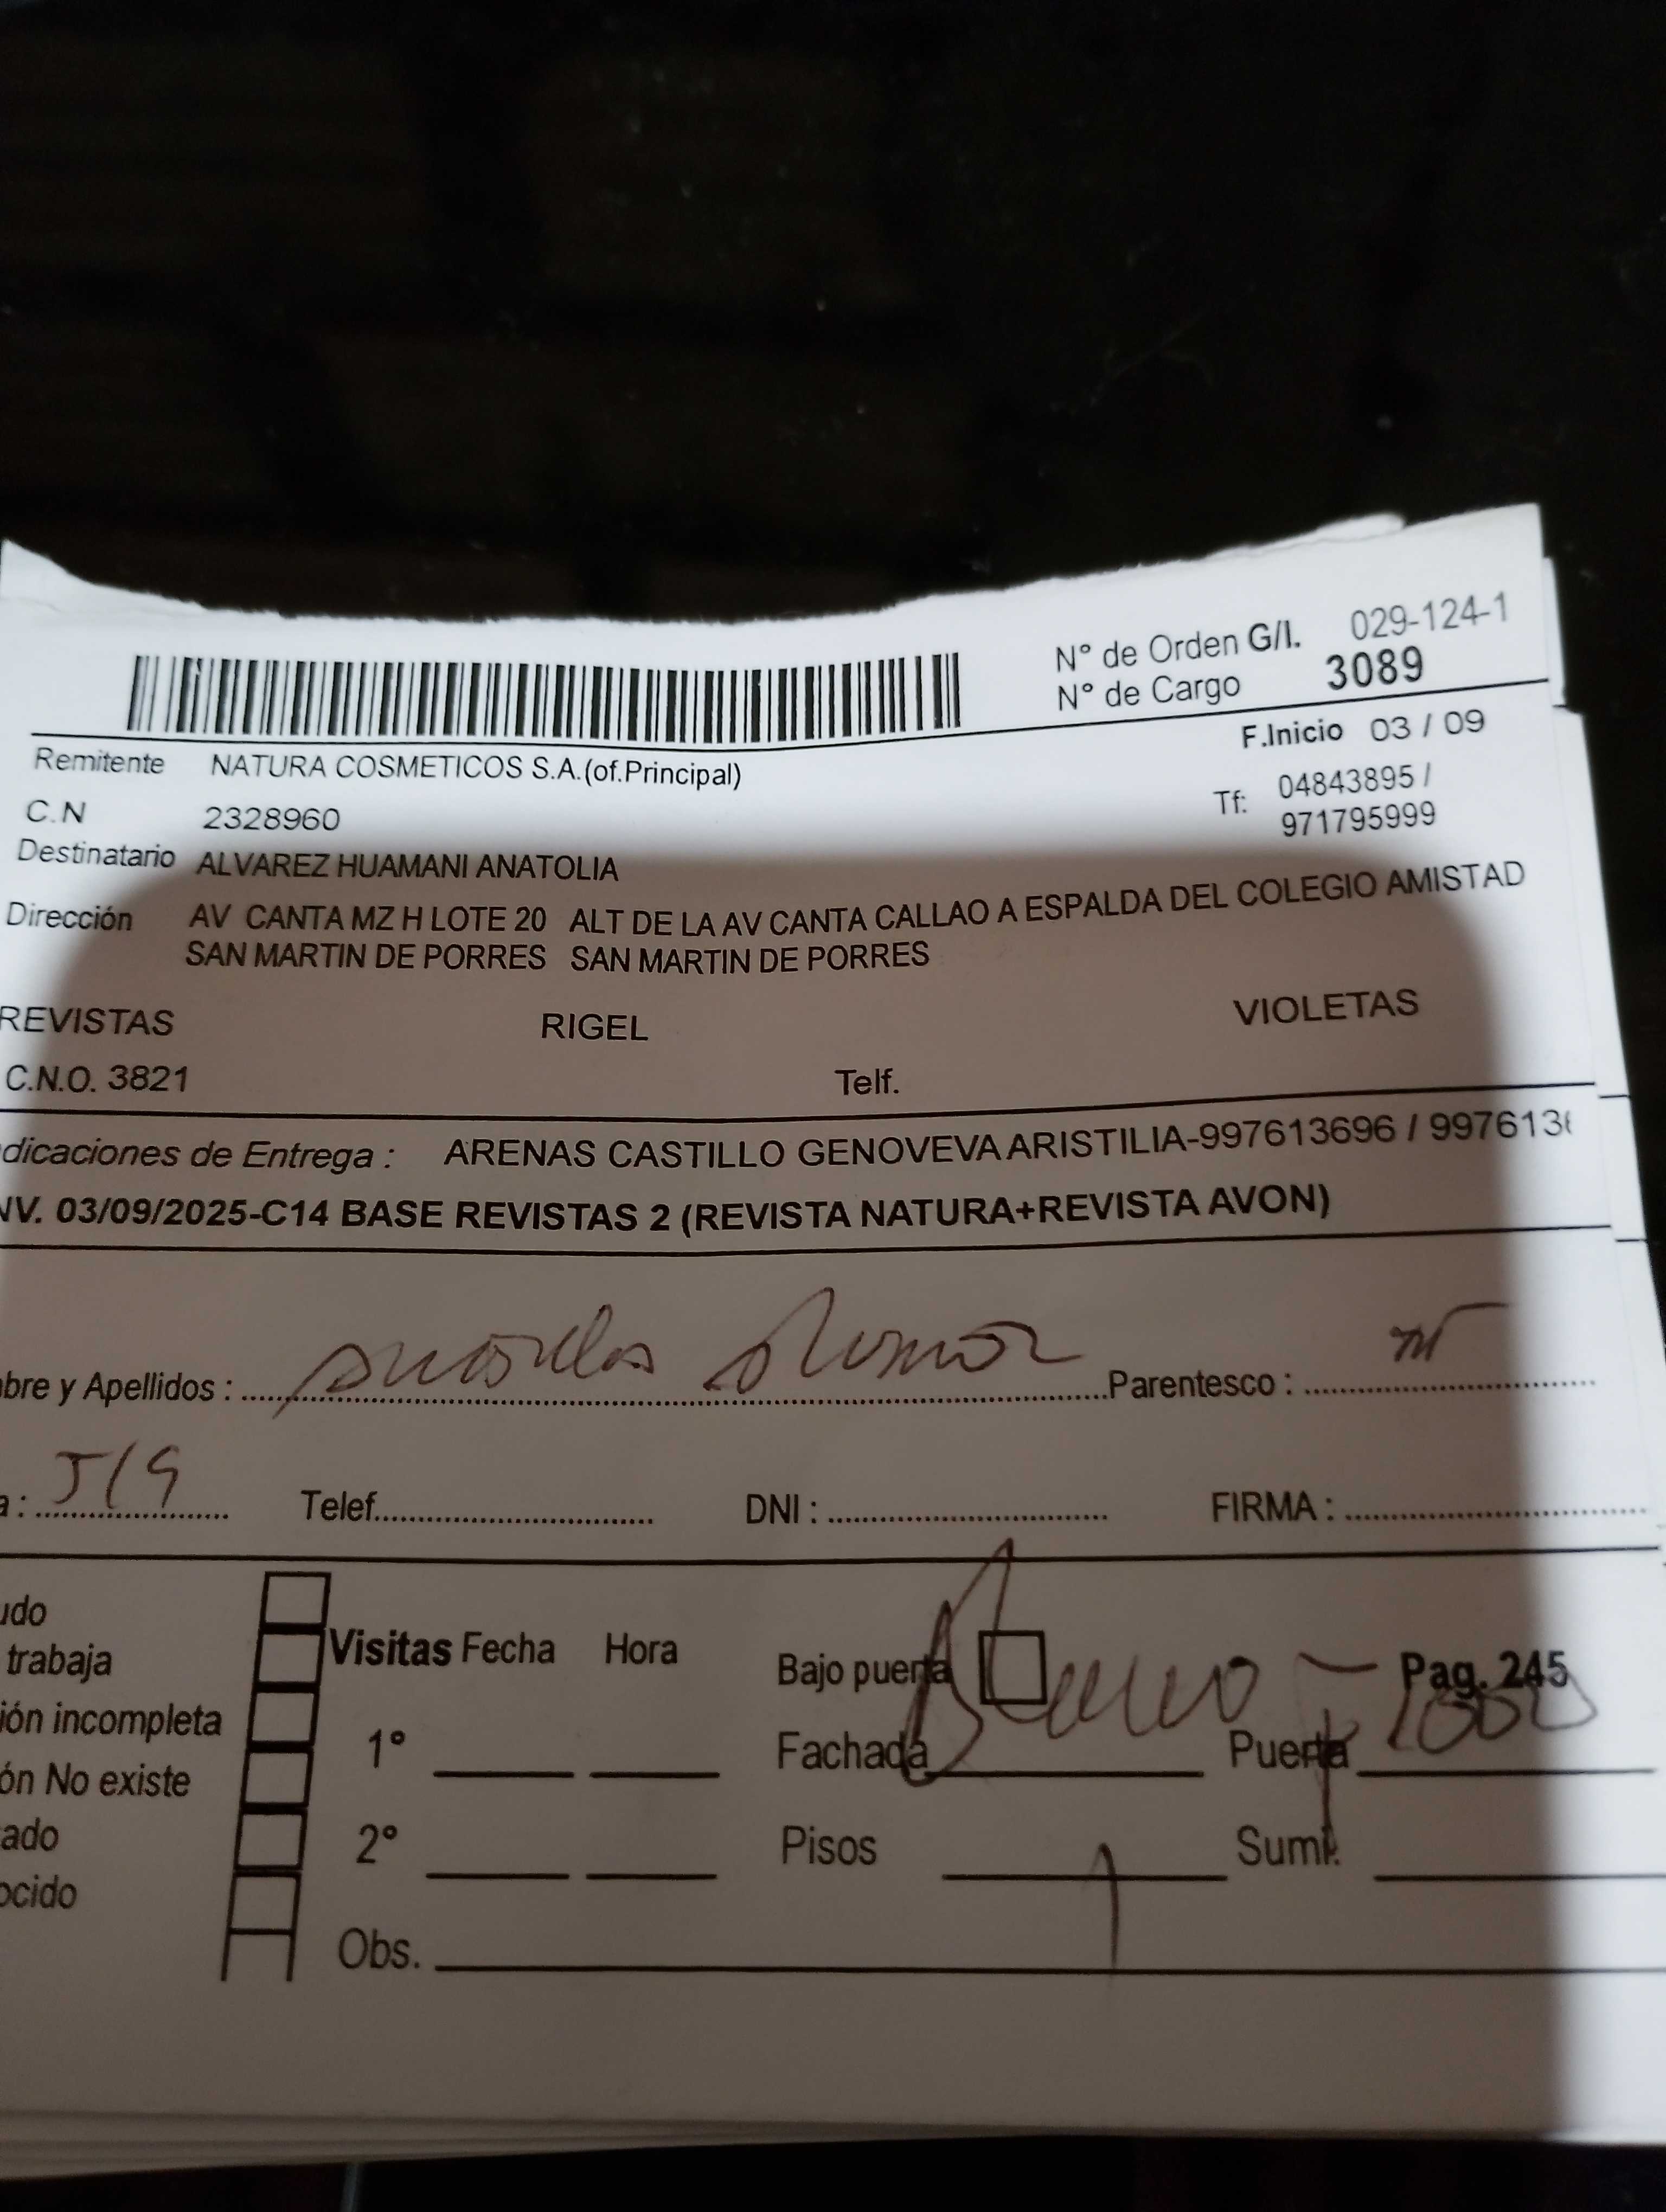 N° de Orden G/I. 029-124-1
N° de Cargo 3089
F.Inicio 03 / 09
Remitente NATURA COSMETICOS S.A.(of.Principal)
Tf: 04843895 /
971795999
C.N 2328960
Destinatario ALVAREZ HUAMANI ANATOLIA
Dirección AV CANTA MZ H LOTE 20 ALT DE LA AV CANTA CALLAO A ESPALDA DEL COLEGIO AMISTAD
SAN MARTIN DE PORRES SAN MARTIN DE PORRES
REVISTAS RIGEL VIOLETAS
C.N.O. 3821 Telf.
dicaciones de Entrega : ARENAS CASTILLO GENOVEVA ARISTILIA-997613696 / 997613
NV. 03/09/2025-C14 BASE REVISTAS 2 (REVISTA NATURA+REVISTA AVON)
bre y Apellidos : Parentesco :
a : 5/9 Telef. DNI : FIRMA :
udo
trabaja Visitas Fecha Hora Bajo puerta Pag. 245
ión incompleta 1° Fachada Puerta
ón No existe
ado 2° Pisos Sumi.
ocido
Obs.